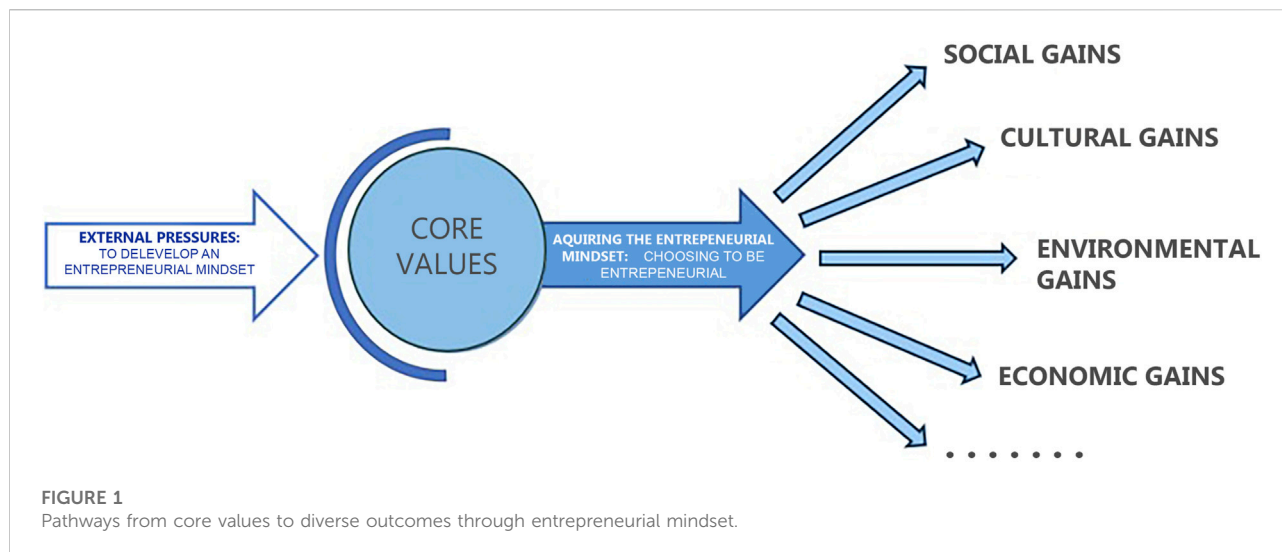 SOCIAL GAINS
CULTURAL GAINS
EXTERNAL PRESSURES:
TO DELEVELOP AN
ENTREPRENEURIAL MINDSET
CORE
VALUES
AQUIRING THE ENTREPENEURIAL
MINDSET: CHOOSING TO BE
ENTREPENEURIAL
ENVIRONMENTAL
GAINS
ECONOMIC GAINS
. . . . . . .
FIGURE 1
Pathways from core values to diverse outcomes through entrepreneurial mindset.